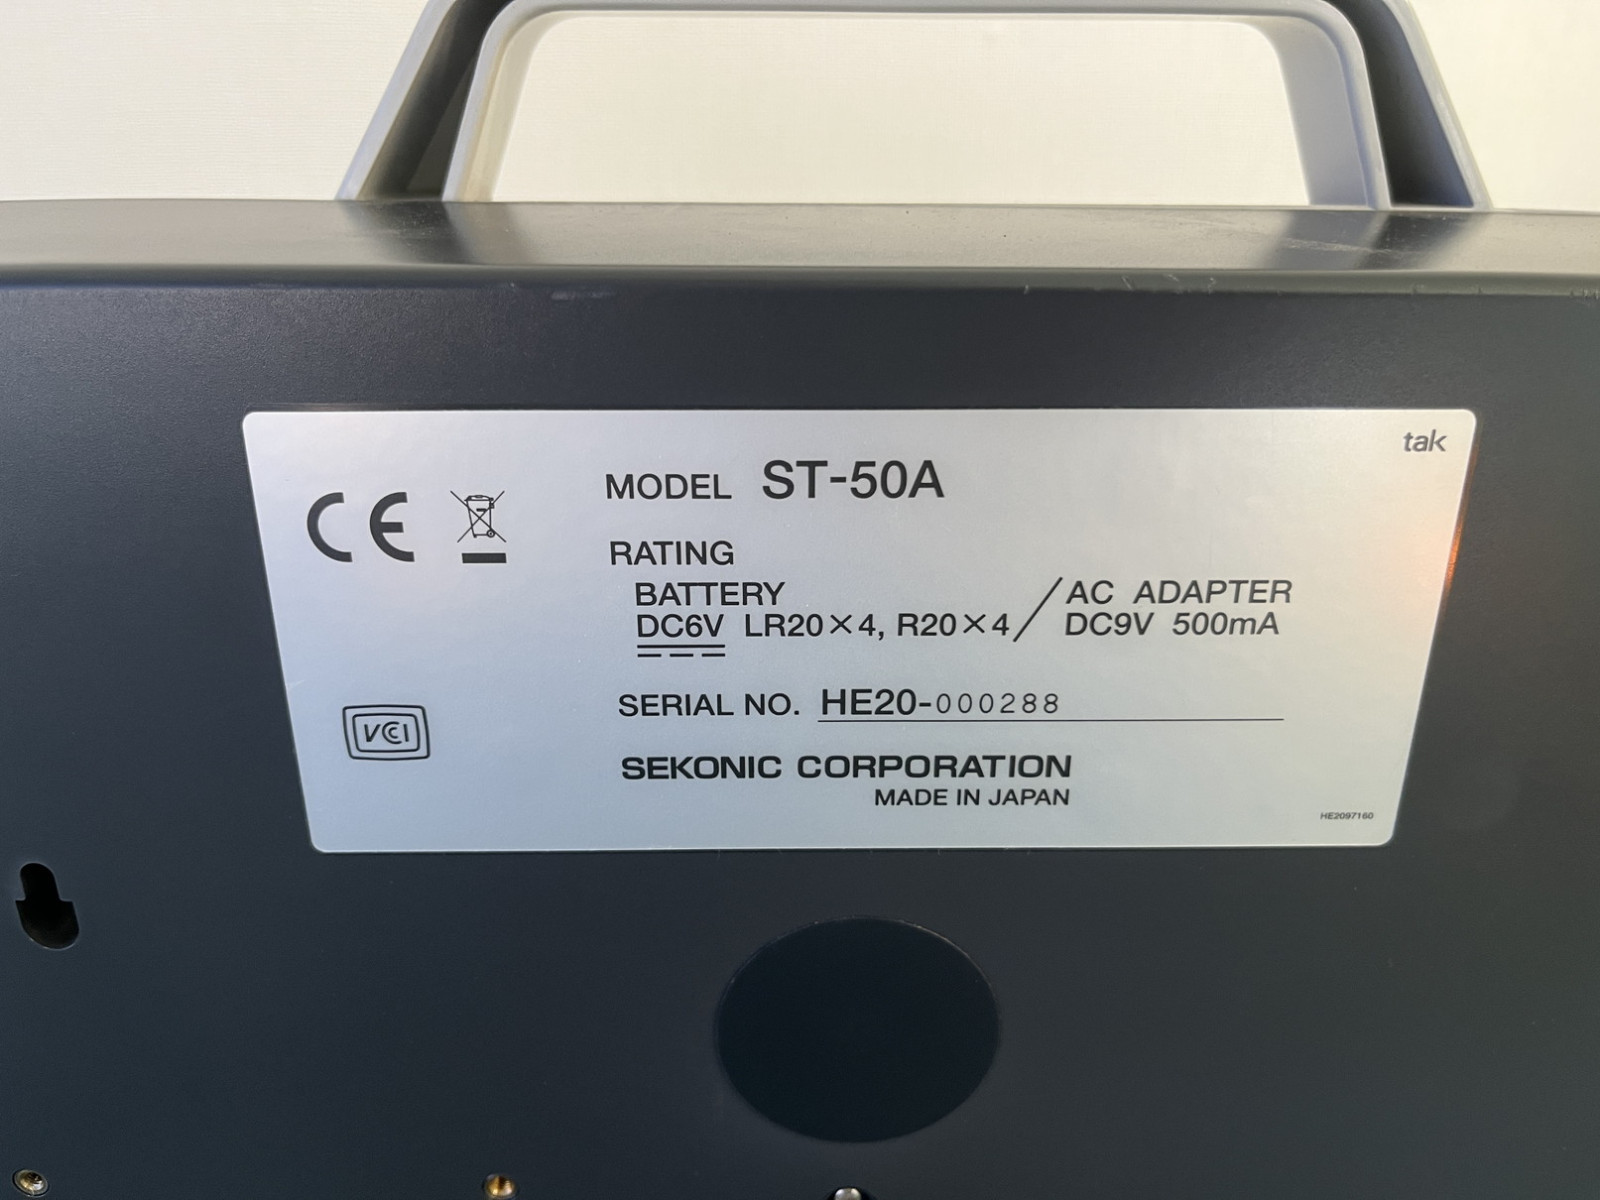 tak
CE
MODEL ST-50A
RATING
BATTERY / AC ADAPTER
DC6V LR20×4, R20×4 / DC9V 500mA
SERIAL NO. HE20-000288
VCCI
SEKONIC CORPORATION
MADE IN JAPAN
HE2097160